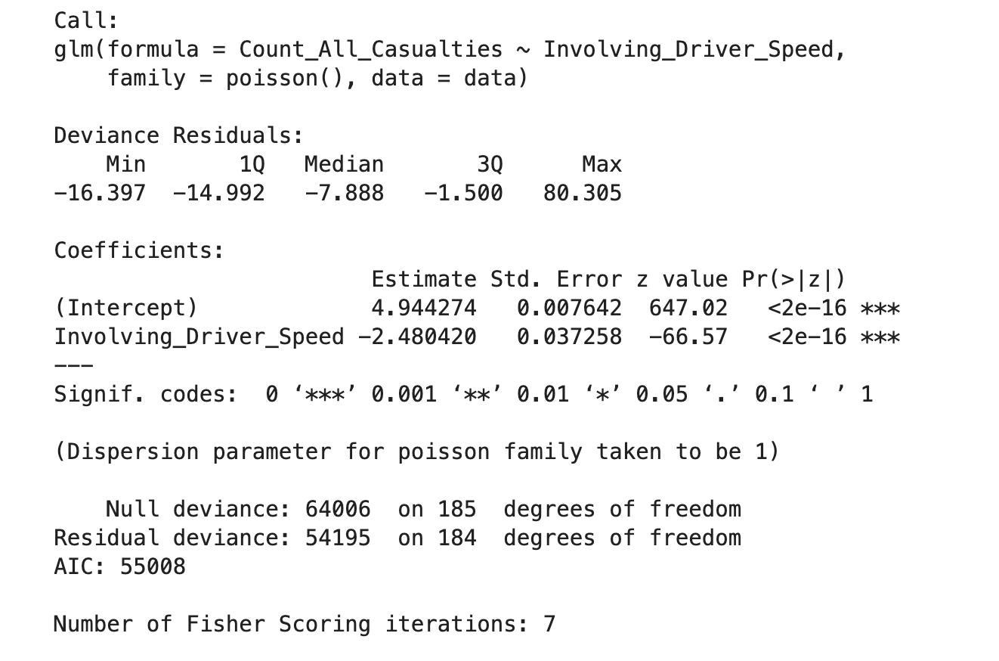 Call:
glm(formula = Count_All_Casualties ~ Involving_Driver_Speed,
    family = poisson(), data = data)

Deviance Residuals:
    Min       1Q   Median       3Q      Max
−16.397  −14.992   −7.888   −1.500   80.305

Coefficients:
                        Estimate Std. Error z value Pr(>|z|)
(Intercept)             4.944274   0.007642  647.02   <2e−16 ***
Involving_Driver_Speed −2.480420   0.037258  −66.57   <2e−16 ***
−−−
Signif. codes:  0 ‘***’ 0.001 ‘**’ 0.01 ‘*’ 0.05 ‘.’ 0.1 ‘ ’ 1

(Dispersion parameter for poisson family taken to be 1)

    Null deviance: 64006  on 185  degrees of freedom
Residual deviance: 54195  on 184  degrees of freedom
AIC: 55008

Number of Fisher Scoring iterations: 7